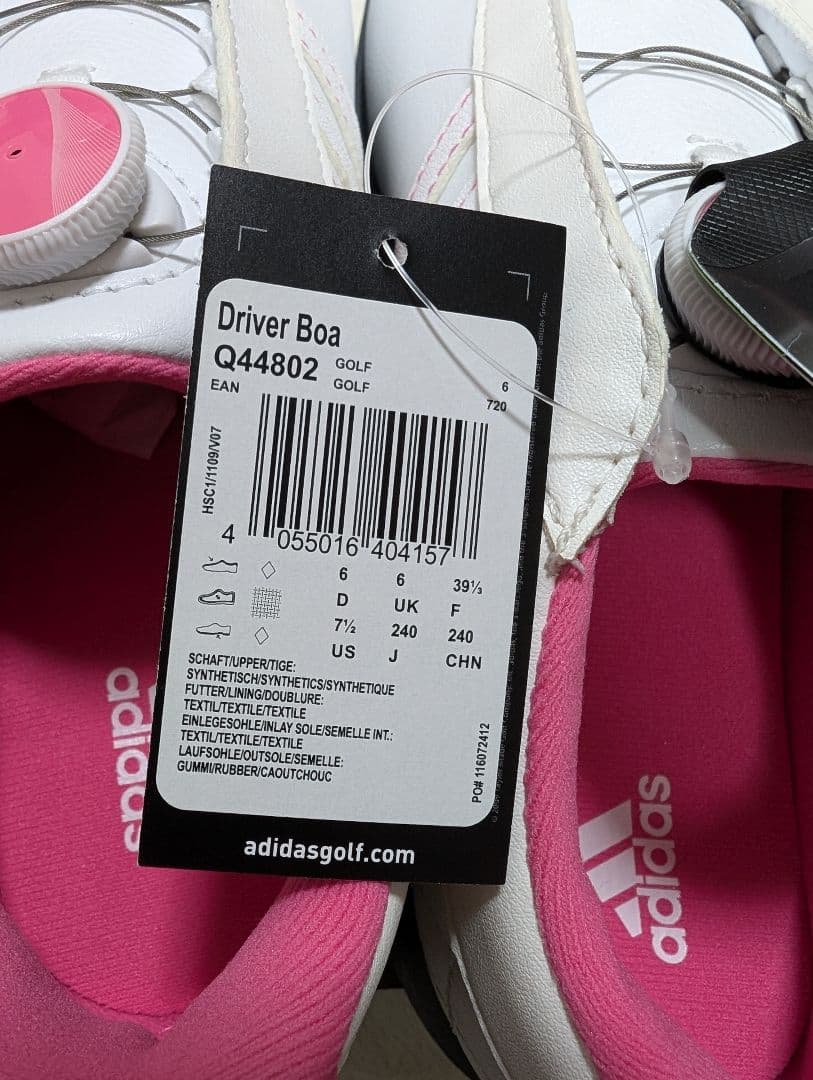 Driver Boa
Q44802 GOLF
EAN GOLF
6
720
HSC1/1109/V07
4 055016 404157
6 6 39⅓
D UK F
7½ 240 240
US J CHN
SCHAFT/UPPER/TIGE:
SYNTHETISCH/SYNTHETICS/SYNTHETIQUE
FUTTER/LINING/DOUBLURE:
TEXTIL/TEXTILE/TEXTILE
EINLEGESOHLE/INLAY SOLE/SEMELLE INT.:
TEXTIL/TEXTILE/TEXTILE
LAUFSOHLE/OUTSOLE/SEMELLE:
GUMMI/RUBBER/CAOUTCHOUC
PO# 116072412
adidasgolf.com
adidas
adidas